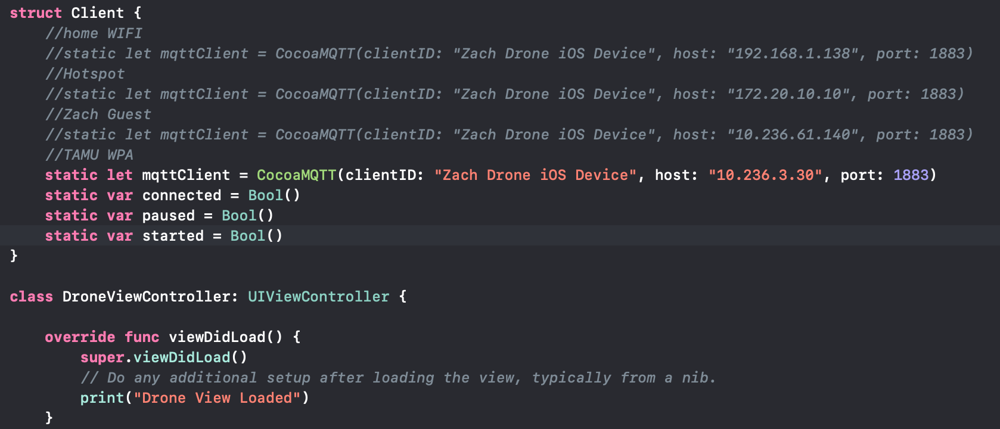 struct Client {
    //home WIFI
    //static let mqttClient = CocoaMQTT(clientID: "Zach Drone iOS Device", host: "192.168.1.138", port: 1883)
    //Hotspot
    //static let mqttClient = CocoaMQTT(clientID: "Zach Drone iOS Device", host: "172.20.10.10", port: 1883)
    //Zach Guest
    //static let mqttClient = CocoaMQTT(clientID: "Zach Drone iOS Device", host: "10.236.61.140", port: 1883)
    //TAMU WPA
    static let mqttClient = CocoaMQTT(clientID: "Zach Drone iOS Device", host: "10.236.3.30", port: 1883)
    static var connected = Bool()
    static var paused = Bool()
    static var started = Bool()
}

class DroneViewController: UIViewController {

    override func viewDidLoad() {
        super.viewDidLoad()
        // Do any additional setup after loading the view, typically from a nib.
        print("Drone View Loaded")
    }